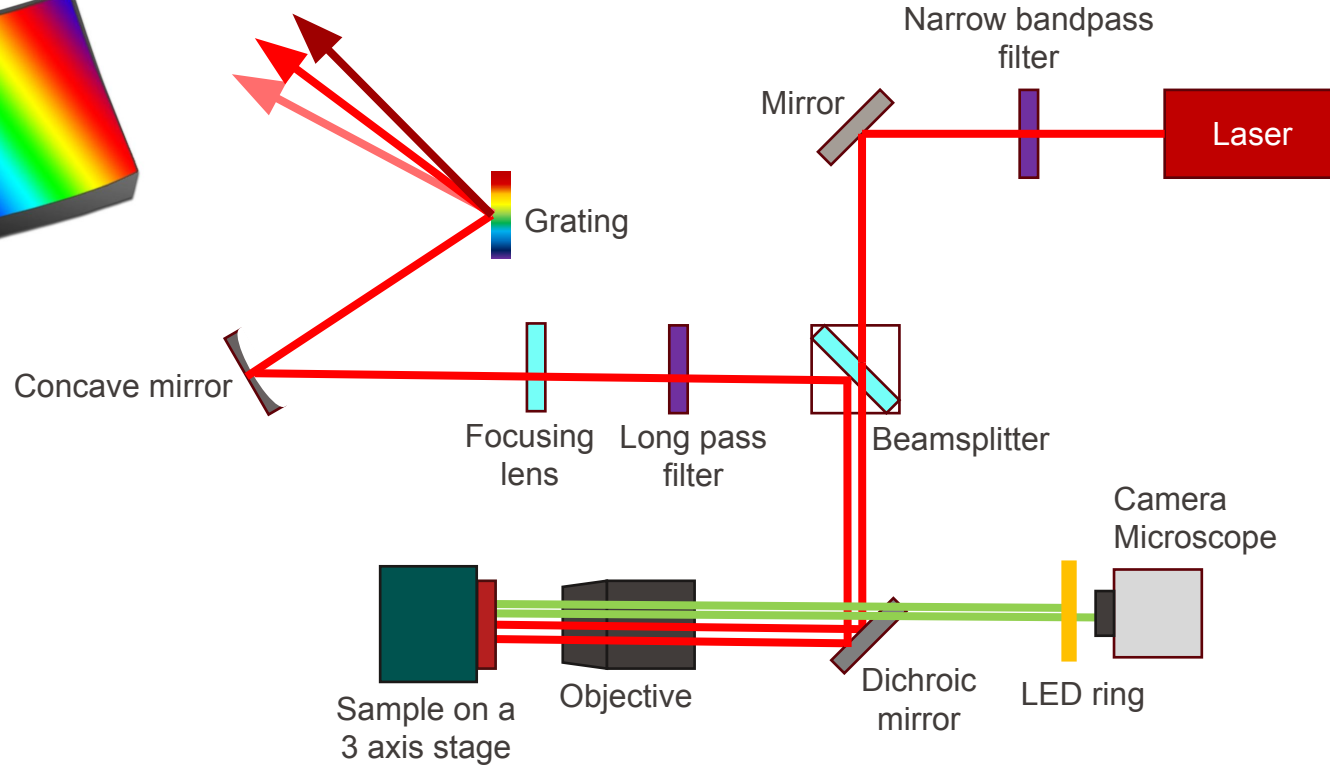 Narrow bandpass
filter
Mirror
Laser
Grating
Concave mirror
Focusing
lens
Long pass
filter
Beamsplitter
Camera
Microscope
Sample on a
3 axis stage
Objective
Dichroic
mirror
LED ring